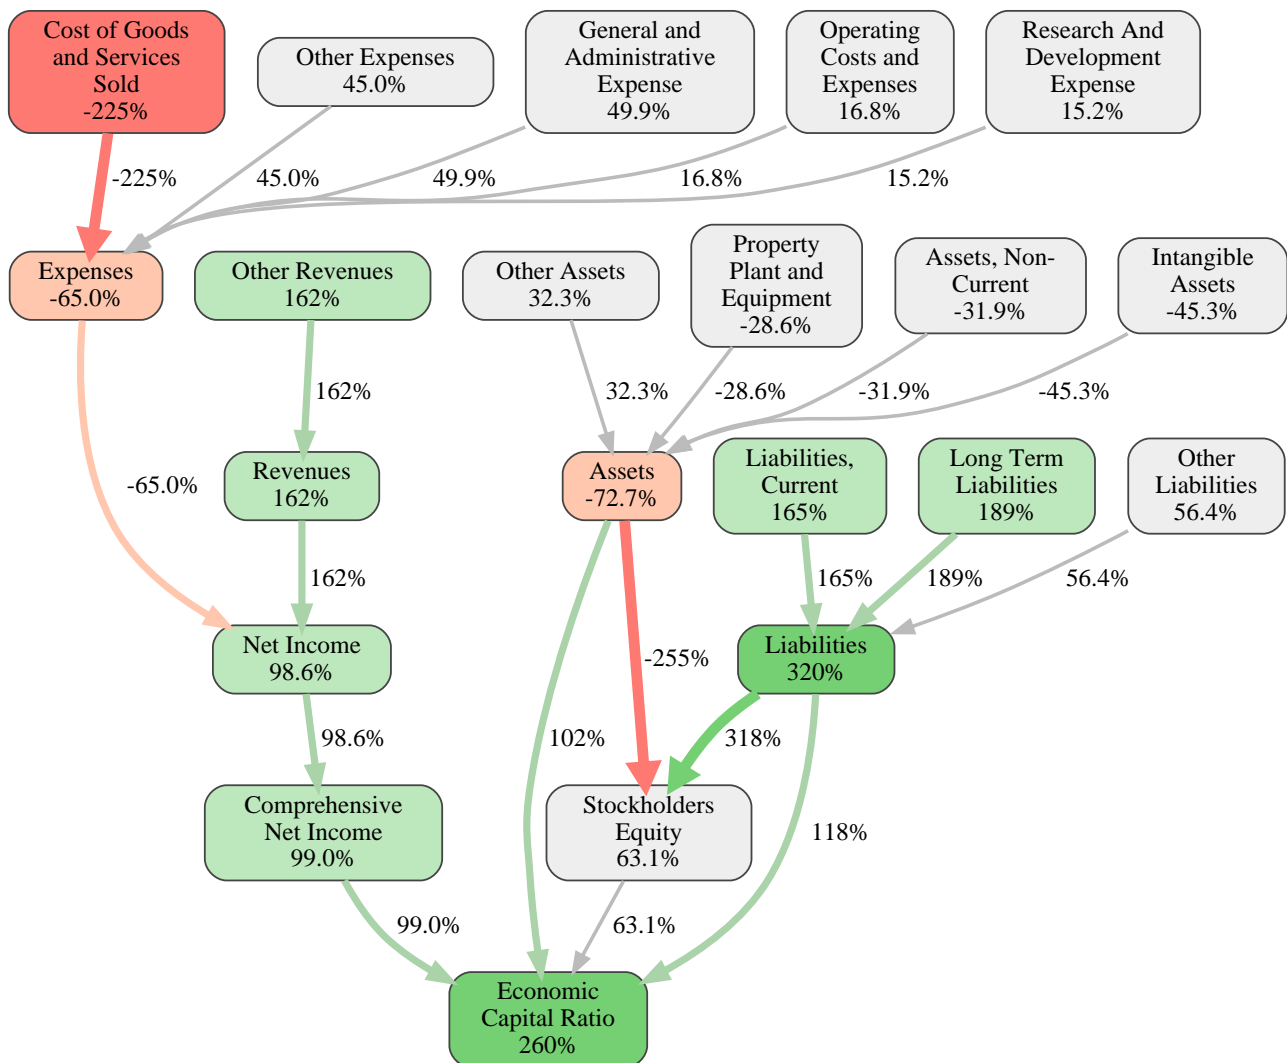 Cost of Goods
and Services
Sold
-225%
Other Expenses
45.0%
General and
Administrative
Expense
49.9%
Operating
Costs and
Expenses
16.8%
Research And
Development
Expense
15.2%
-225%
45.0%
49.9%
16.8%
15.2%
Expenses
-65.0%
Other Revenues
162%
Other Assets
32.3%
Property
Plant and
Equipment
-28.6%
Assets, Non-
Current
-31.9%
Intangible
Assets
-45.3%
162%
32.3%
-28.6%
-31.9%
-45.3%
-65.0%
Revenues
162%
Assets
-72.7%
Liabilities,
Current
165%
Long Term
Liabilities
189%
Other
Liabilities
56.4%
162%
165%
189%
56.4%
Net Income
98.6%
-255%
Liabilities
320%
98.6%
102%
318%
Comprehensive
Net Income
99.0%
Stockholders
Equity
63.1%
118%
99.0%
63.1%
Economic
Capital Ratio
260%